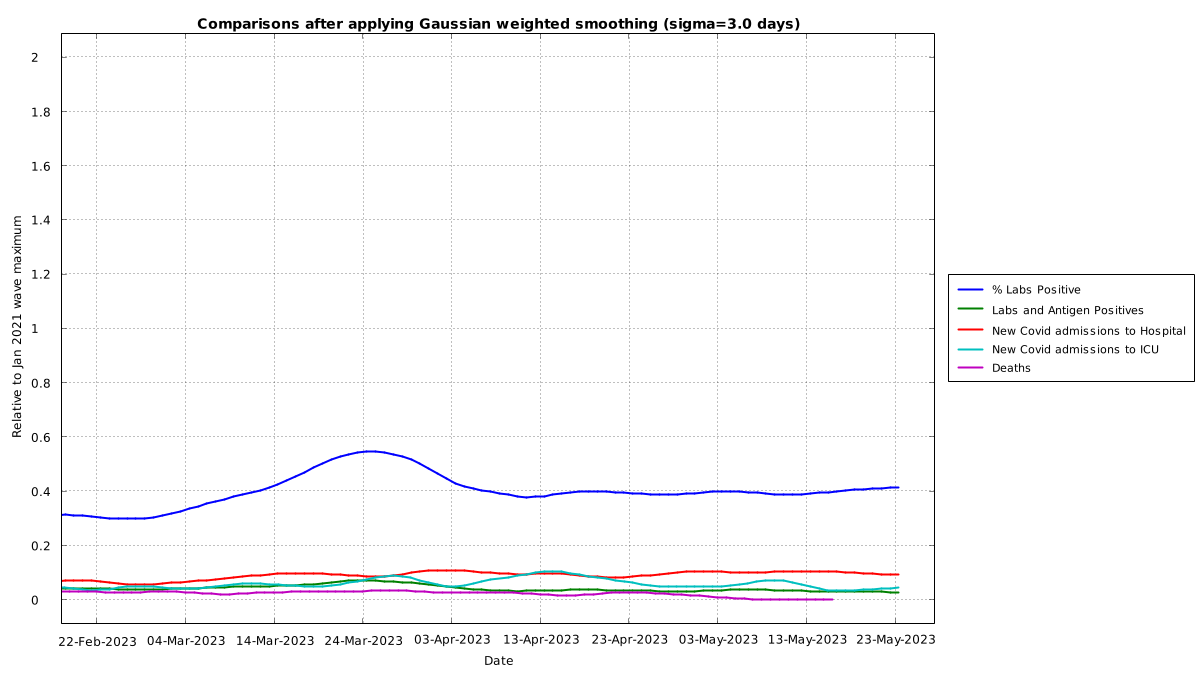 Comparisons after applying Gaussian weighted smoothing (sigma=3.0 days)
Relative to Jan 2021 wave maximum
2
1.8
1.6
1.4
1.2
1
0.8
0.6
0.4
0.2
0
22-Feb-2023 04-Mar-2023 14-Mar-2023 24-Mar-2023 03-Apr-2023 13-Apr-2023 23-Apr-2023 03-May-2023 13-May-2023 23-May-2023
Date
% Labs Positive
Labs and Antigen Positives
New Covid admissions to Hospital
New Covid admissions to ICU
Deaths